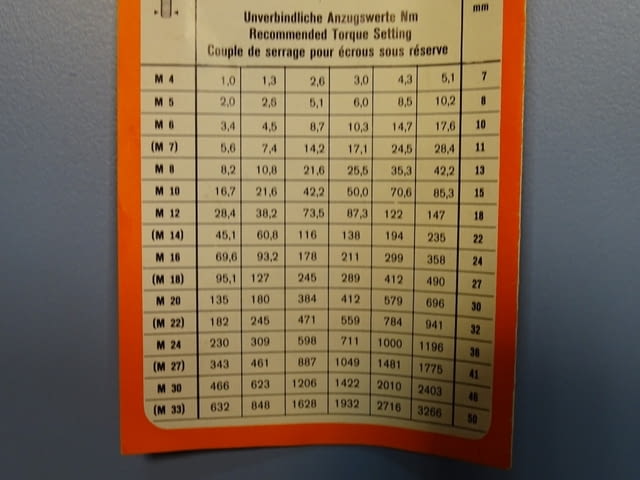 Unverbindliche Anzugswerte Nm
Recommended Torque Setting
Couple de serrage pour écrous sous réserve
mm
M 4 1,0 1,3 2,6 3,0 4,3 5,1 7
M 5 2,0 2,6 5,1 6,0 8,5 10,2 8
M 6 3,4 4,5 8,7 10,3 14,7 17,6 10
(M 7) 5,6 7,4 14,2 17,1 24,5 28,4 11
M 8 8,2 10,8 21,6 25,5 35,3 42,2 13
M 10 16,7 21,6 42,2 50,0 70,6 85,3 15
M 12 28,4 38,2 73,5 87,3 122 147 18
(M 14) 45,1 60,8 116 138 194 235 22
M 16 69,6 93,2 178 211 299 358 24
(M 18) 95,1 127 245 289 412 490 27
M 20 135 180 384 412 579 696 30
(M 22) 182 245 471 559 784 941 32
M 24 230 309 598 711 1000 1196 36
(M 27) 343 461 887 1049 1481 1775 41
M 30 466 623 1206 1422 2010 2403 46
(M 33) 632 848 1628 1932 2716 3266 50